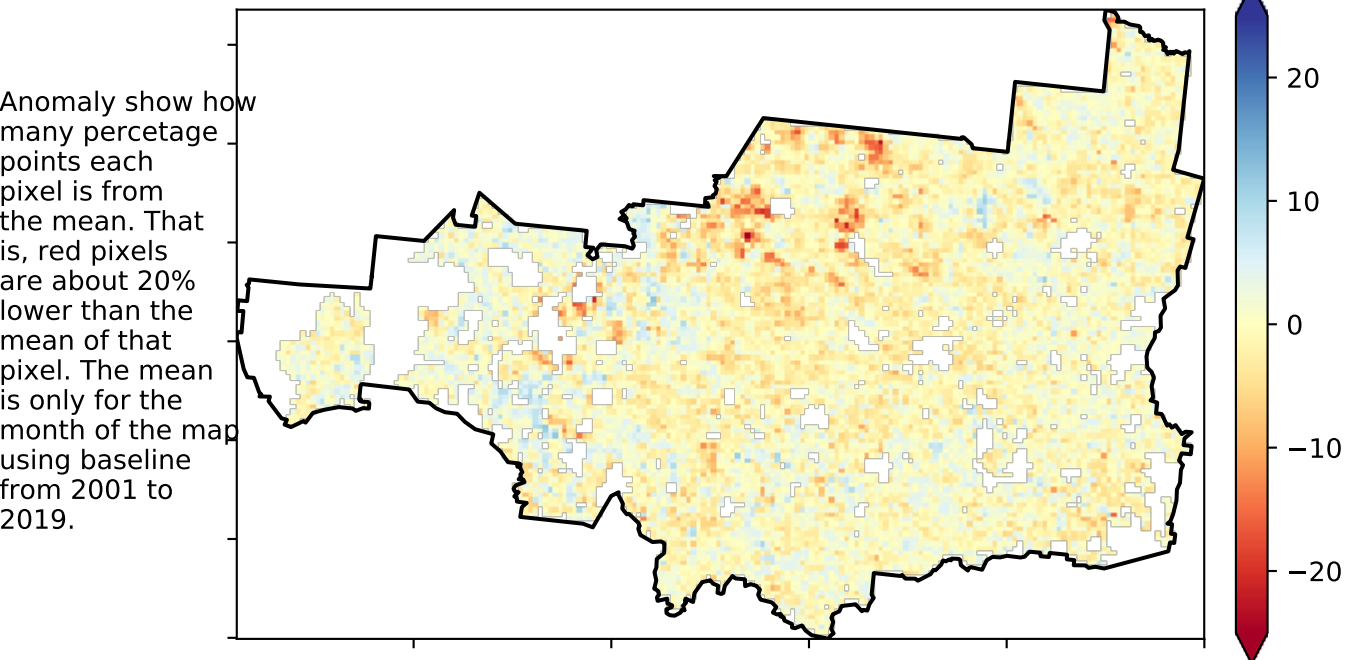 Anomaly show how
many percetage
points each
pixel is from
the mean. That
is, red pixels
are about 20%
lower than the
mean of that
pixel. The mean
is only for the
month of the map
using baseline
from 2001 to
2019.
20
10
0
−10
−20